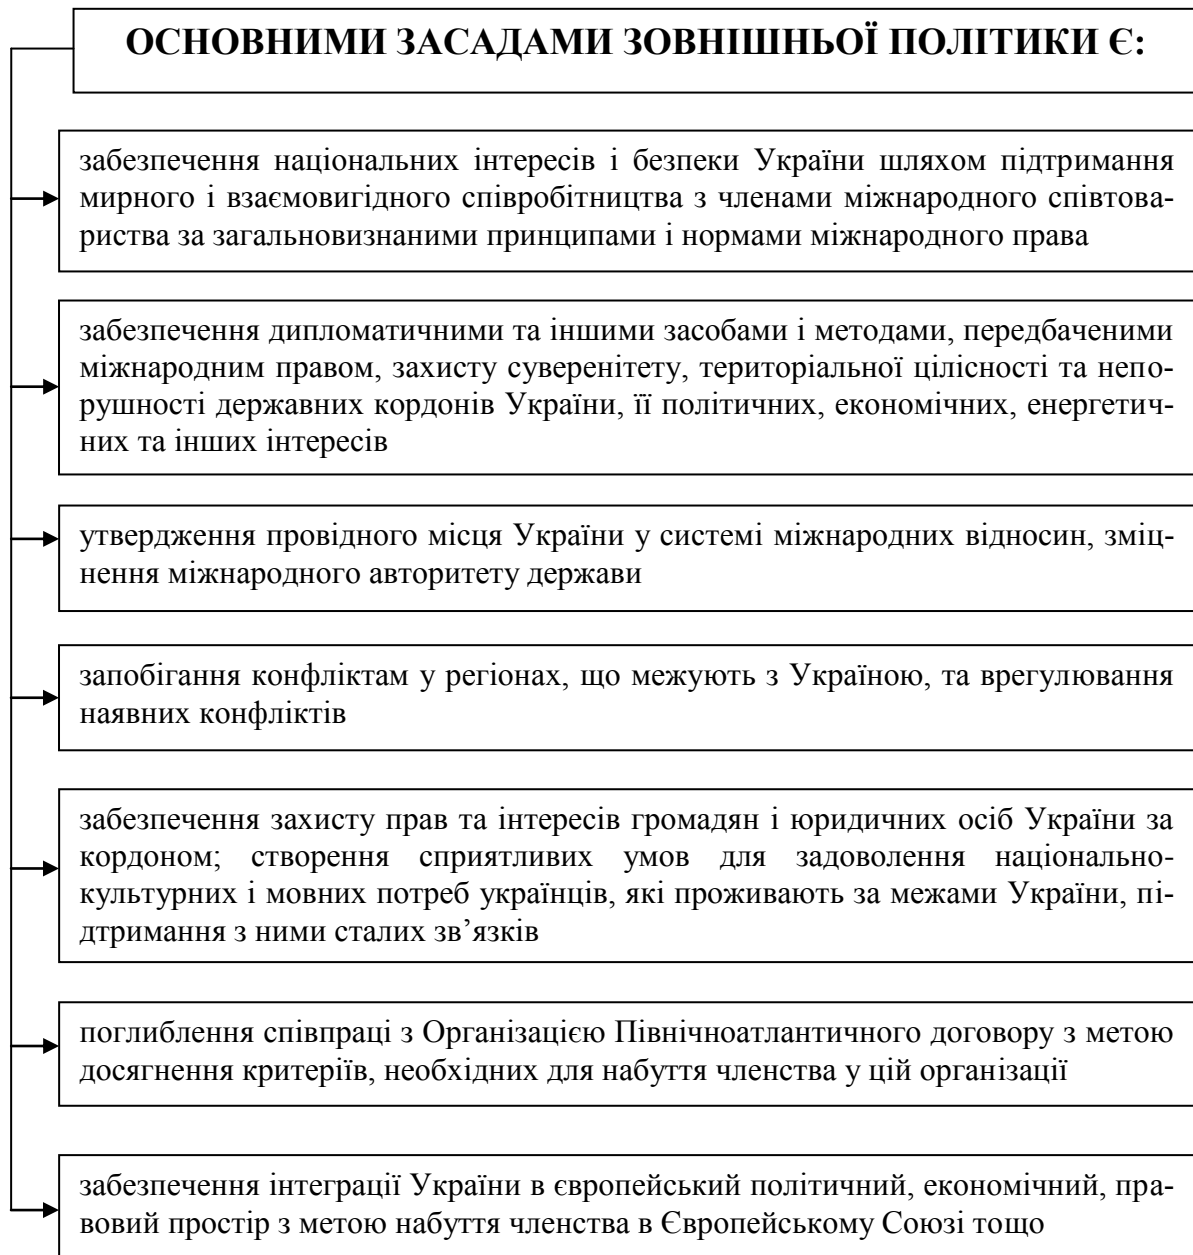 ОСНОВНИМИ ЗАСАДАМИ ЗОВНІШНЬОЇ ПОЛІТИКИ Є:
забезпечення національних інтересів і безпеки України шляхом підтримання
мирного і взаємовигідного співробітництва з членами міжнародного співтова-
риства за загальновизнаними принципами і нормами міжнародного права
забезпечення дипломатичними та іншими засобами і методами, передбаченими
міжнародним правом, захисту суверенітету, територіальної цілісності та непо-
рушності державних кордонів України, її політичних, економічних, енергетич-
них та інших інтересів
утвердження провідного місця України у системі міжнародних відносин, зміц-
нення міжнародного авторитету держави
запобігання конфліктам у регіонах, що межують з Україною, та врегулювання
наявних конфліктів
забезпечення захисту прав та інтересів громадян і юридичних осіб України за
кордоном; створення сприятливих умов для задоволення національно-
культурних і мовних потреб українців, які проживають за межами України, пі-
дтримання з ними сталих зв’язків
поглиблення співпраці з Організацією Північноатлантичного договору з метою
досягнення критеріїв, необхідних для набуття членства у цій організації
забезпечення інтеграції України в європейський політичний, економічний, пра-
вовий простір з метою набуття членства в Європейському Союзі тощо